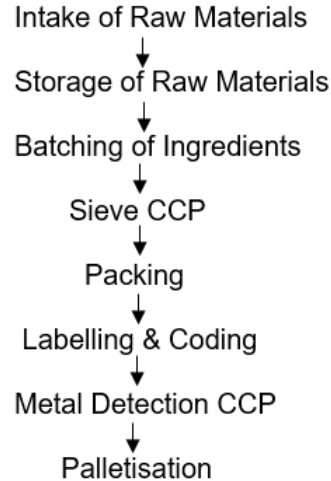 Intake of Raw Materials
Storage of Raw Materials
Batching of Ingredients
Sieve CCP
Packing
Labelling & Coding
Metal Detection CCP
Palletisation